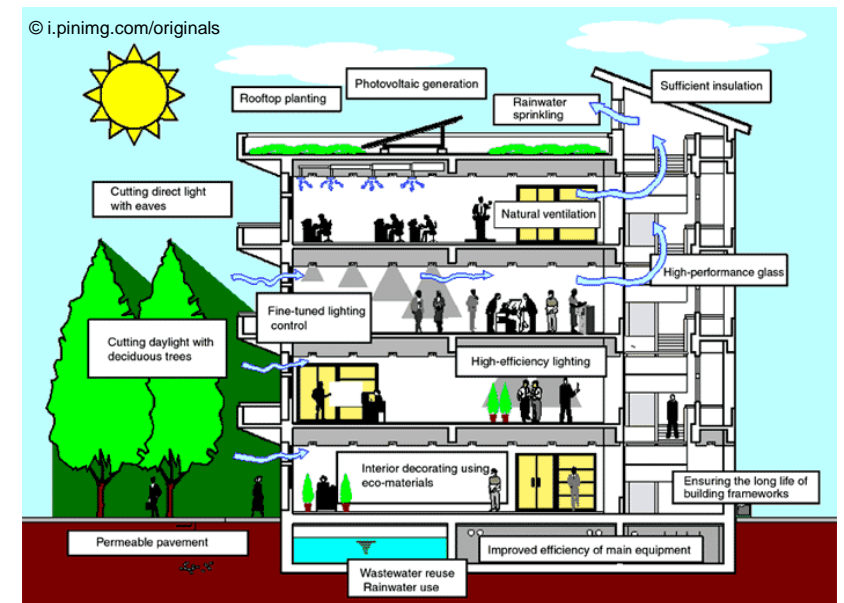 © i.pinimg.com/originals
Photovoltaic generation
Sufficient insulation
Rooftop planting
Rainwater
sprinkling
Cutting direct light
with eaves
Natural ventilation
High-performance glass
Fine-tuned lighting
control
Cutting daylight with
deciduous trees
High-efficiency lighting
Interior decorating using
eco-materials
Ensuring the long life of
building frameworks
Permeable pavement
Improved efficiency of main equipment
Wastewater reuse
Rainwater use